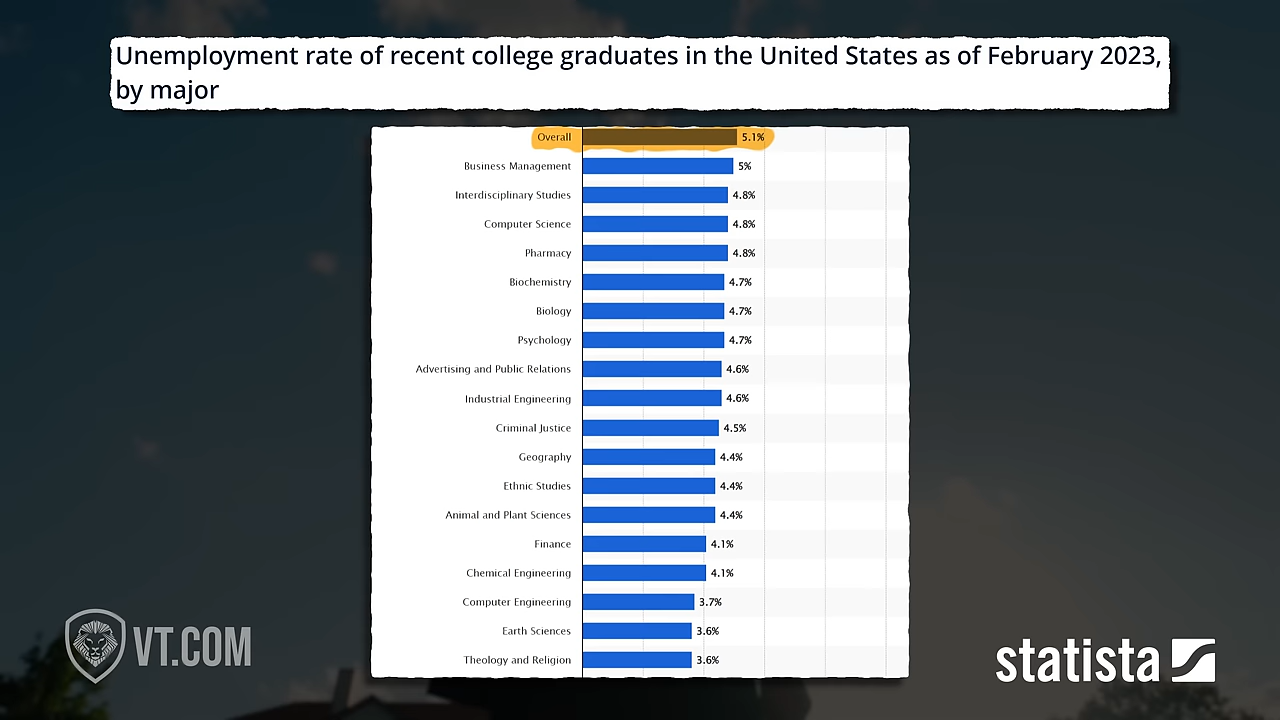 Unemployment rate of recent college graduates in the United States as of February 2023,
by major
Overall 5.1%
Business Management 5%
Interdisciplinary Studies 4.8%
Computer Science 4.8%
Pharmacy 4.8%
Biochemistry 4.7%
Biology 4.7%
Psychology 4.7%
Advertising and Public Relations 4.6%
Industrial Engineering 4.6%
Criminal Justice 4.5%
Geography 4.4%
Ethnic Studies 4.4%
Animal and Plant Sciences 4.4%
Finance 4.1%
Chemical Engineering 4.1%
Computer Engineering 3.7%
Earth Sciences 3.6%
Theology and Religion 3.6%
VT.COM
statista